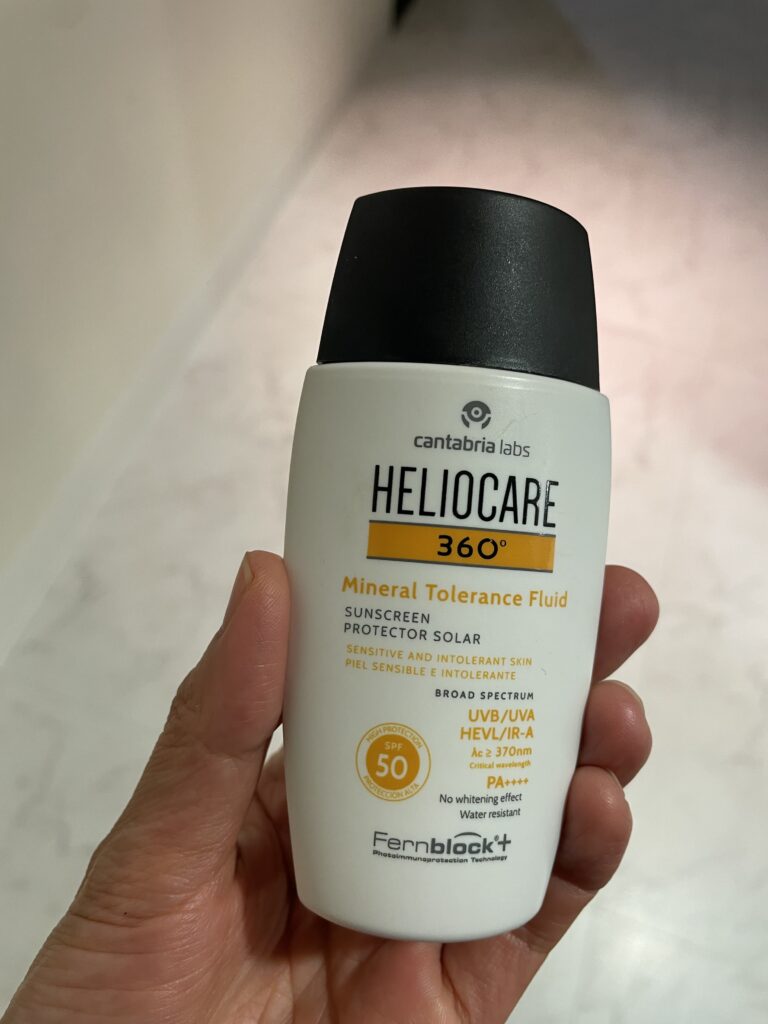 cantabria labs
HELIOCARE
360°
Mineral Tolerance Fluid
SUNSCREEN
PROTECTOR SOLAR
SENSITIVE AND INTOLERANT SKIN
PIEL SENSIBLE E INTOLERANTE
BROAD SPECTRUM
UVB/UVA
HEVL/IR-A
λc ≥ 370nm
Critical wavelength
PA++++
No whitening effect
Water resistant
HIGH PROTECTION
SPF
50
PROTECCIÓN ALTA
Fernblock®+
Photoimmunoprotection Technology